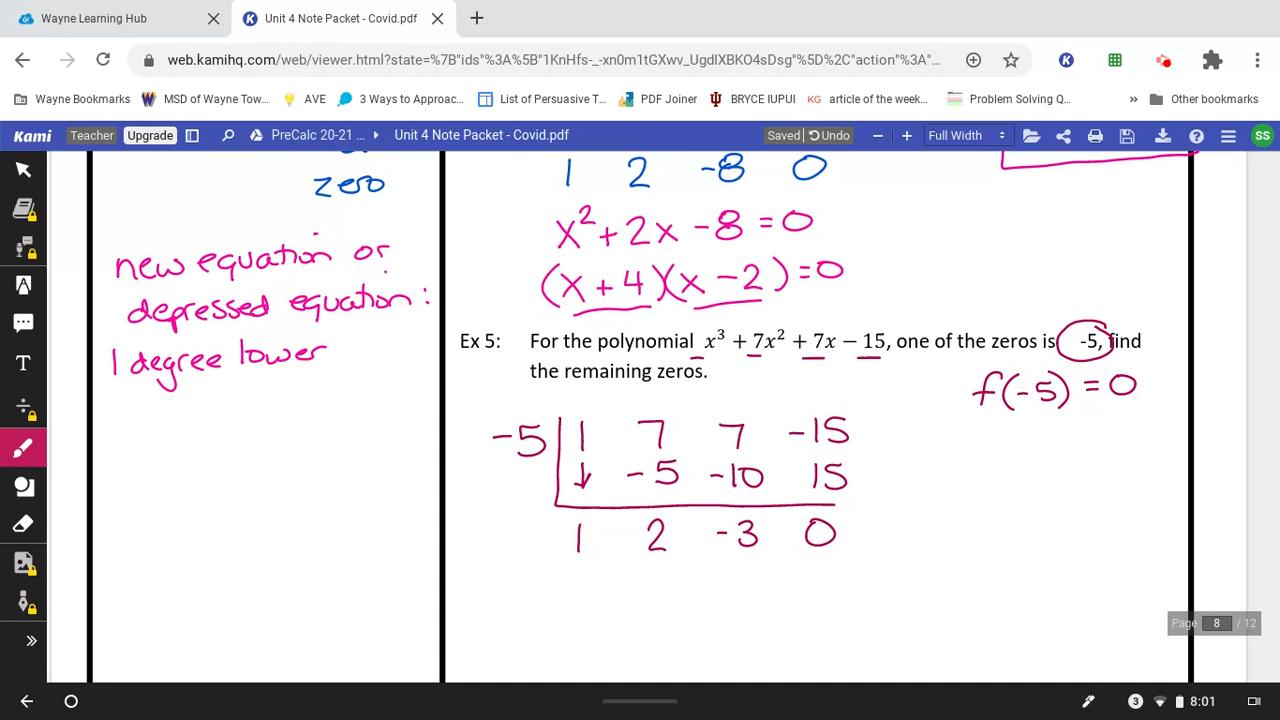 Wayne Learning Hub
Unit 4 Note Packet - Covid.pdf
web.kamihq.com/web/viewer.html?state=%7B"ids"%3A%5B"1KnHfs-_-xn0m1tGXwv_UgdIXBKO4sDsg"%5D%2C"action"%3A"...
Wayne Bookmarks
MSD of Wayne Tow...
AVE
3 Ways to Approac...
List of Persuasive T...
PDF Joiner
BRYCE IUPUI
KG article of the week...
Problem Solving Q...
» Other bookmarks
Kami Teacher Upgrade PreCalc 20-21 ... Unit 4 Note Packet - Covid.pdf Saved Undo Full Width SS
zero
1 2 -8 0
x² + 2x - 8 = 0
(x + 4)(x - 2) = 0
new equation or
depressed equation:
1 degree lower
Ex 5: For the polynomial x³ + 7x² + 7x − 15, one of the zeros is -5, find
the remaining zeros.
f(-5) = 0
-5 | 1 7 7 -15
↓ -5 -10 15
1 2 -3 0
Page 8 / 12
3 8:01